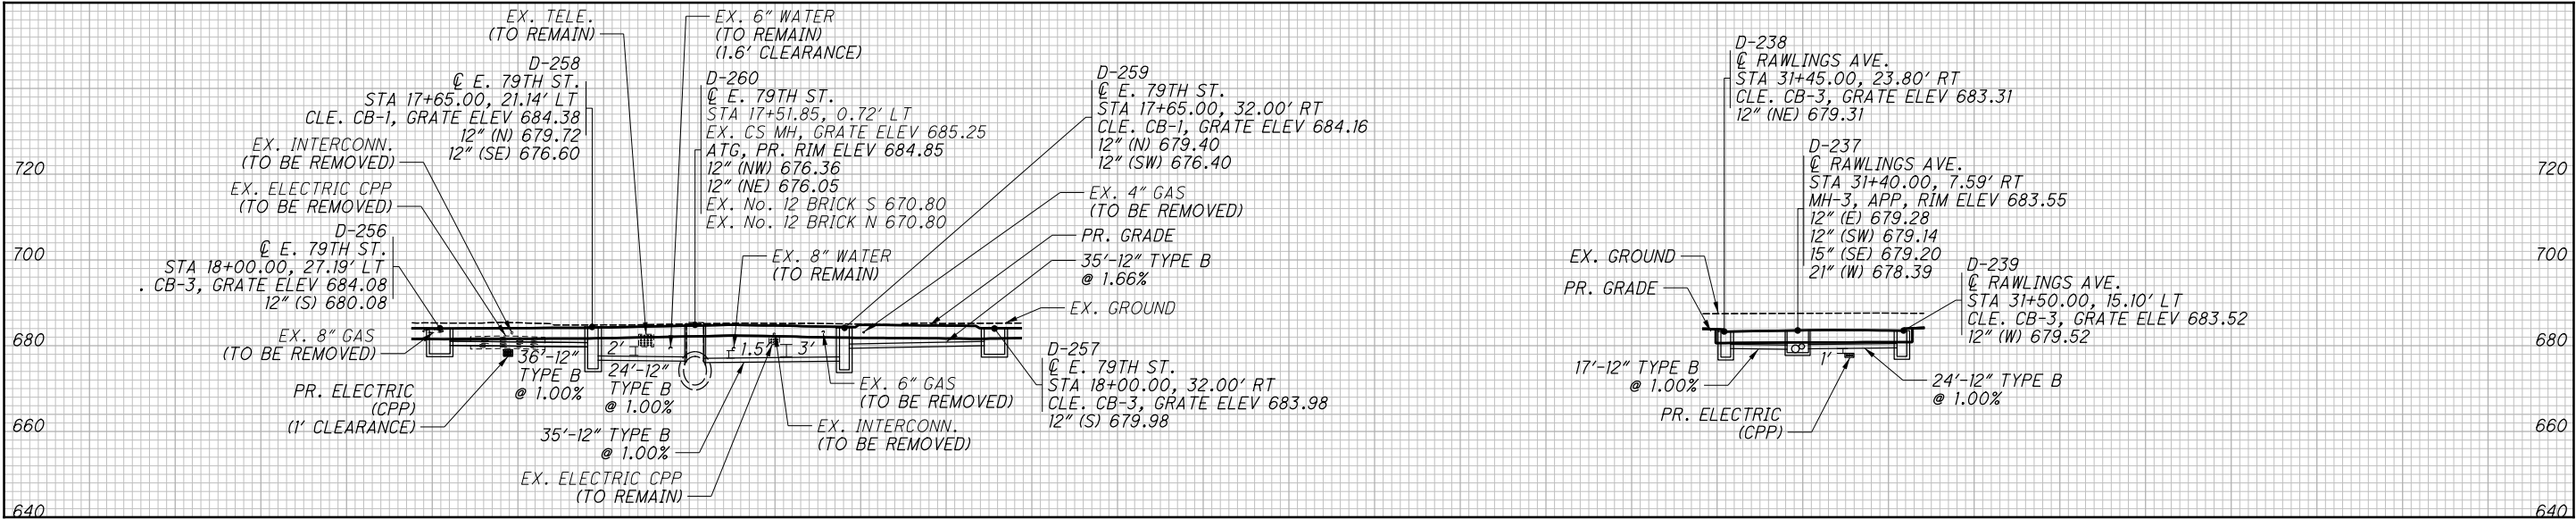 EX. TELE.
(TO REMAIN)
EX. 6" WATER
(TO REMAIN)
(1.6' CLEARANCE)
D-258
℄ E. 79TH ST.
STA 17+65.00, 21.14' LT
CLE. CB-1, GRATE ELEV 684.38
12" (N) 679.72
12" (SE) 676.60
D-260
℄ E. 79TH ST.
STA 17+51.85, 0.72' LT
EX. CS MH, GRATE ELEV 685.25
ATG, PR. RIM ELEV 684.85
12" (NW) 676.36
12" (NE) 676.05
EX. No. 12 BRICK S 670.80
EX. No. 12 BRICK N 670.80
D-259
℄ E. 79TH ST.
STA 17+65.00, 32.00' RT
CLE. CB-1, GRATE ELEV 684.16
12" (N) 679.40
12" (SW) 676.40
EX. INTERCONN.
(TO BE REMOVED)
EX. ELECTRIC CPP
(TO BE REMOVED)
D-256
℄ E. 79TH ST.
STA 18+00.00, 27.19' LT
. CB-3, GRATE ELEV 684.08
12" (S) 680.08
EX. 8" GAS
(TO BE REMOVED)
PR. ELECTRIC
(CPP)
(1' CLEARANCE)
36'-12"
TYPE B
@ 1.00%
2'
24'-12"
TYPE B
@ 1.00%
35'-12" TYPE B
@ 1.00%
EX. ELECTRIC CPP
(TO REMAIN)
EX. 8" WATER
(TO REMAIN)
1.5'
3'
EX. 4" GAS
(TO BE REMOVED)
PR. GRADE
35'-12" TYPE B
@ 1.66%
EX. GROUND
EX. 6" GAS
(TO BE REMOVED)
EX. INTERCONN.
(TO BE REMOVED)
D-257
℄ E. 79TH ST.
STA 18+00.00, 32.00' RT
CLE. CB-3, GRATE ELEV 683.98
12" (S) 679.98
D-238
℄ RAWLINGS AVE.
STA 31+45.00, 23.80' RT
CLE. CB-3, GRATE ELEV 683.31
12" (NE) 679.31
D-237
℄ RAWLINGS AVE.
STA 31+40.00, 7.59' RT
MH-3, APP, RIM ELEV 683.55
12" (E) 679.28
12" (SW) 679.14
15" (SE) 679.20
21" (W) 678.39
D-239
℄ RAWLINGS AVE.
STA 31+50.00, 15.10' LT
CLE. CB-3, GRATE ELEV 683.52
12" (W) 679.52
EX. GROUND
PR. GRADE
17'-12" TYPE B
@ 1.00%
1'
24'-12" TYPE B
@ 1.00%
PR. ELECTRIC
(CPP)
720
700
680
660
640
720
700
680
660
640